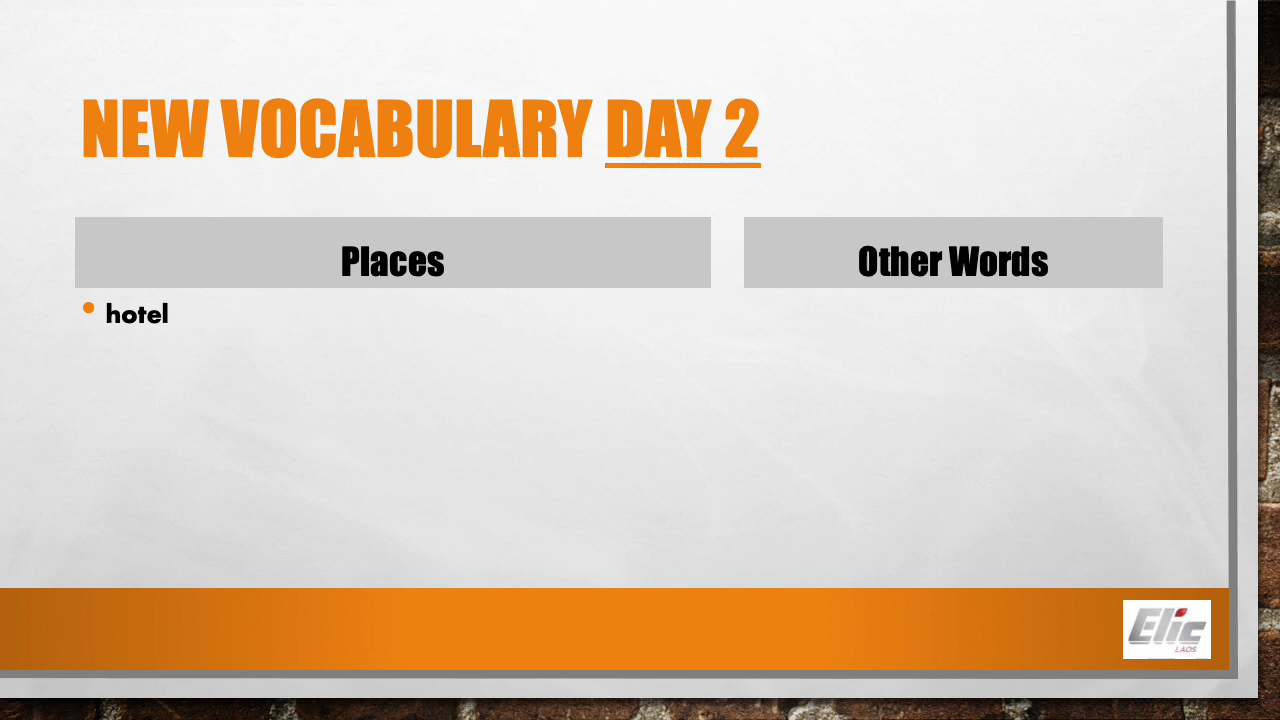 NEW VOCABULARY DAY 2
Places
Other Words
• hotel
Elic
LAOS